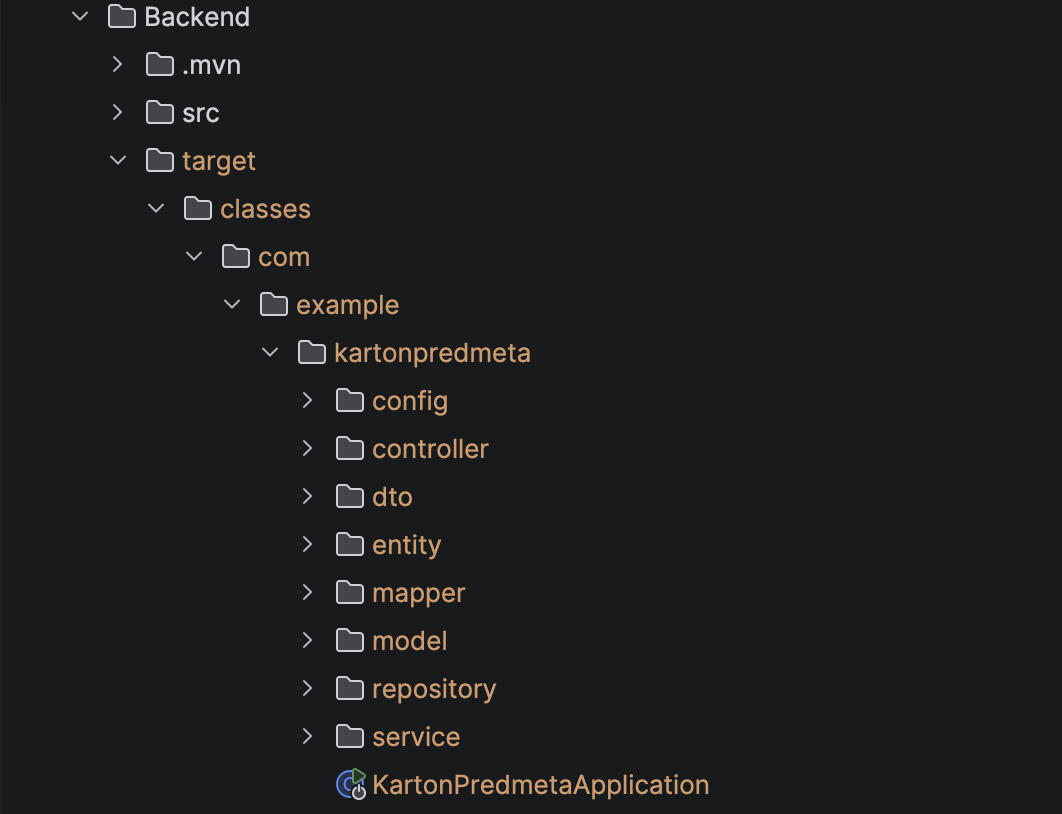 Backend
.mvn
src
target
classes
com
example
kartonpredmeta
config
controller
dto
entity
mapper
model
repository
service
KartonPredmetaApplication